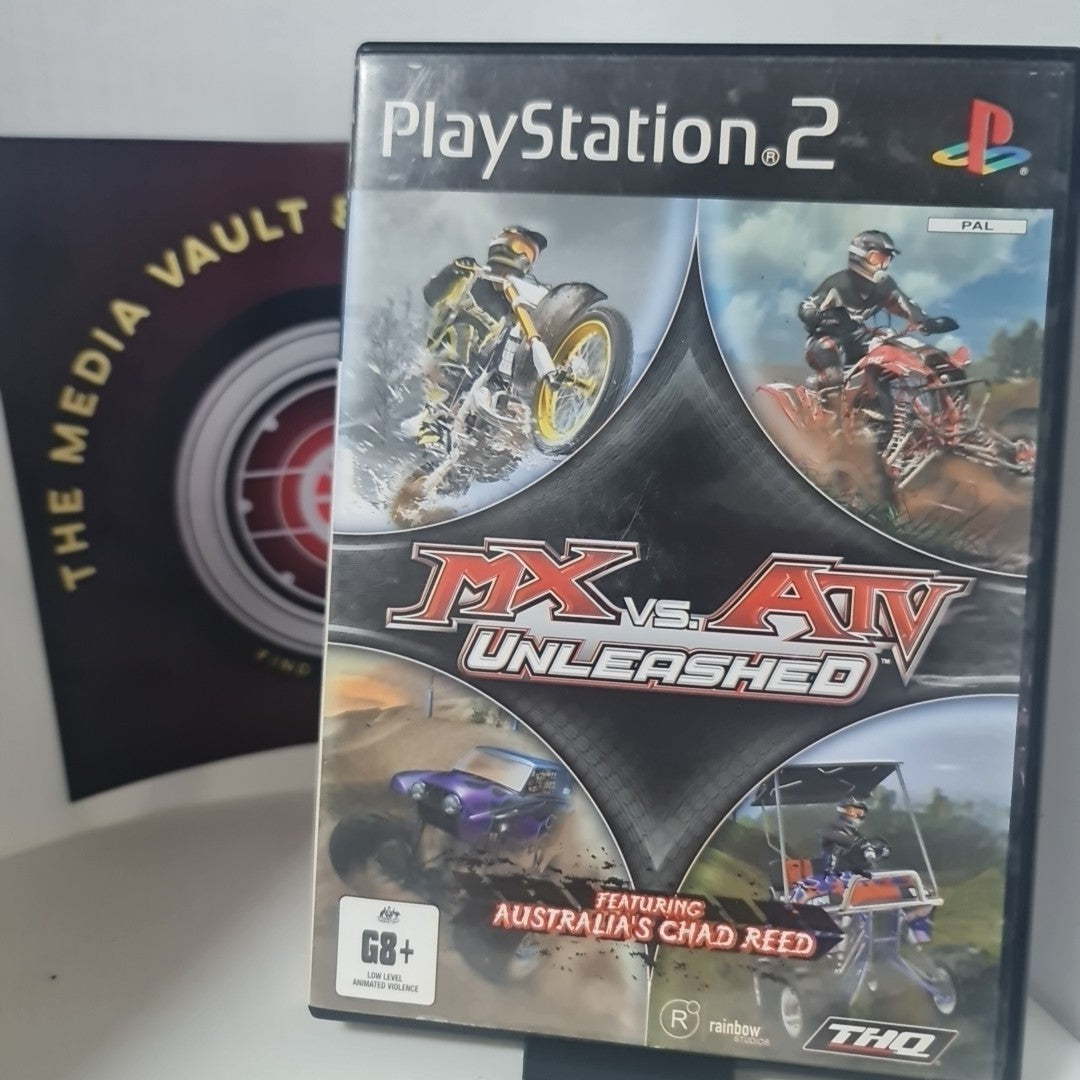 THE MEDIA VAULT &
FIND
PlayStation®2
PAL
MX VS. ATV
UNLEASHED™
FEATURING
AUSTRALIA'S CHAD REED
G8+
LOW LEVEL
ANIMATED VIOLENCE
R
rainbow
STUDIOS
THQ